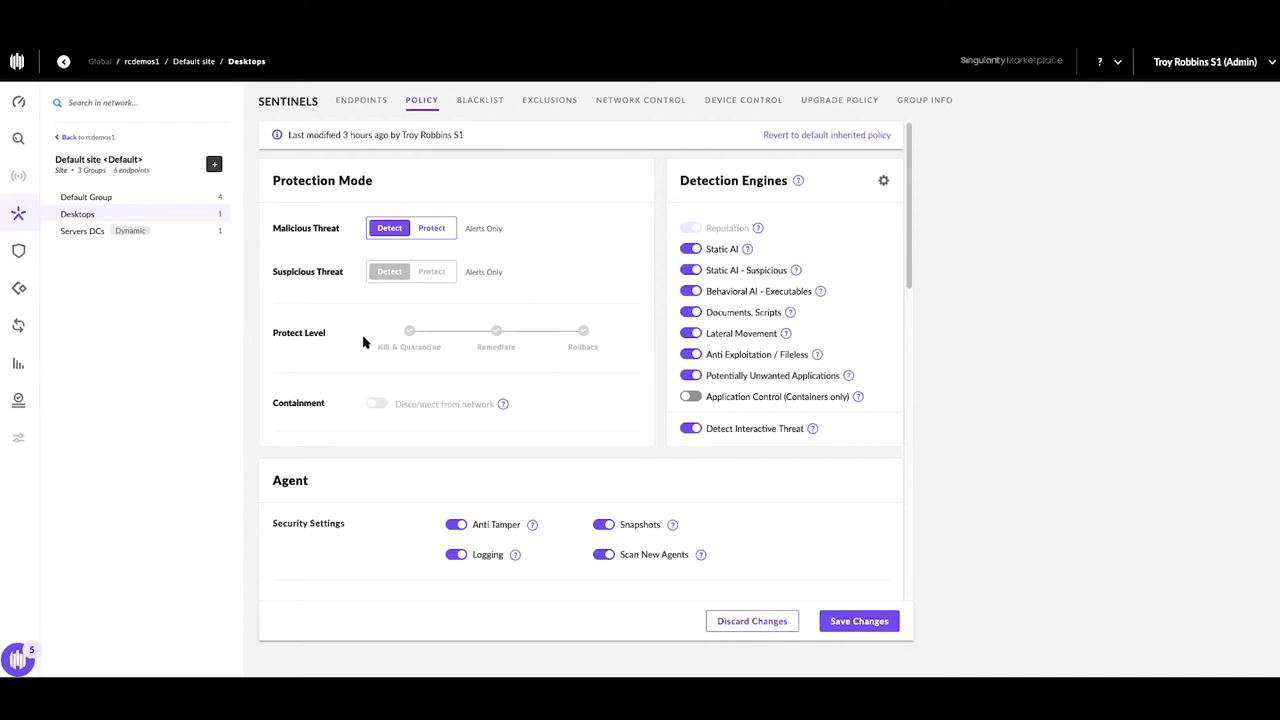 Global / rcdemos1 / Default site / Desktops
Singularity Marketplace
?
Troy Robbins S1 (Admin)
Search in network...
Back to rcdemos1
Default site <Default>
Site • 3 Groups 6 endpoints
+
Default Group 4
Desktops 1
Servers DCs Dynamic 1
5
SENTINELS ENDPOINTS POLICY BLACKLIST EXCLUSIONS NETWORK CONTROL DEVICE CONTROL UPGRADE POLICY GROUP INFO
Last modified 3 hours ago by Troy Robbins S1
Revert to default inherited policy
Protection Mode
Malicious Threat Detect Protect Alerts Only
Suspicious Threat Detect Protect Alerts Only
Protect Level
Kill & Quarantine Remediate Rollback
Containment Disconnect from network ?
Detection Engines ?
Reputation ?
Static AI ?
Static AI - Suspicious ?
Behavioral AI - Executables ?
Documents, Scripts ?
Lateral Movement ?
Anti Exploitation / Fileless ?
Potentially Unwanted Applications ?
Application Control (Containers only) ?
Detect Interactive Threat ?
Agent
Security Settings Anti Tamper ? Snapshots ?
Logging ? Scan New Agents ?
Discard Changes Save Changes